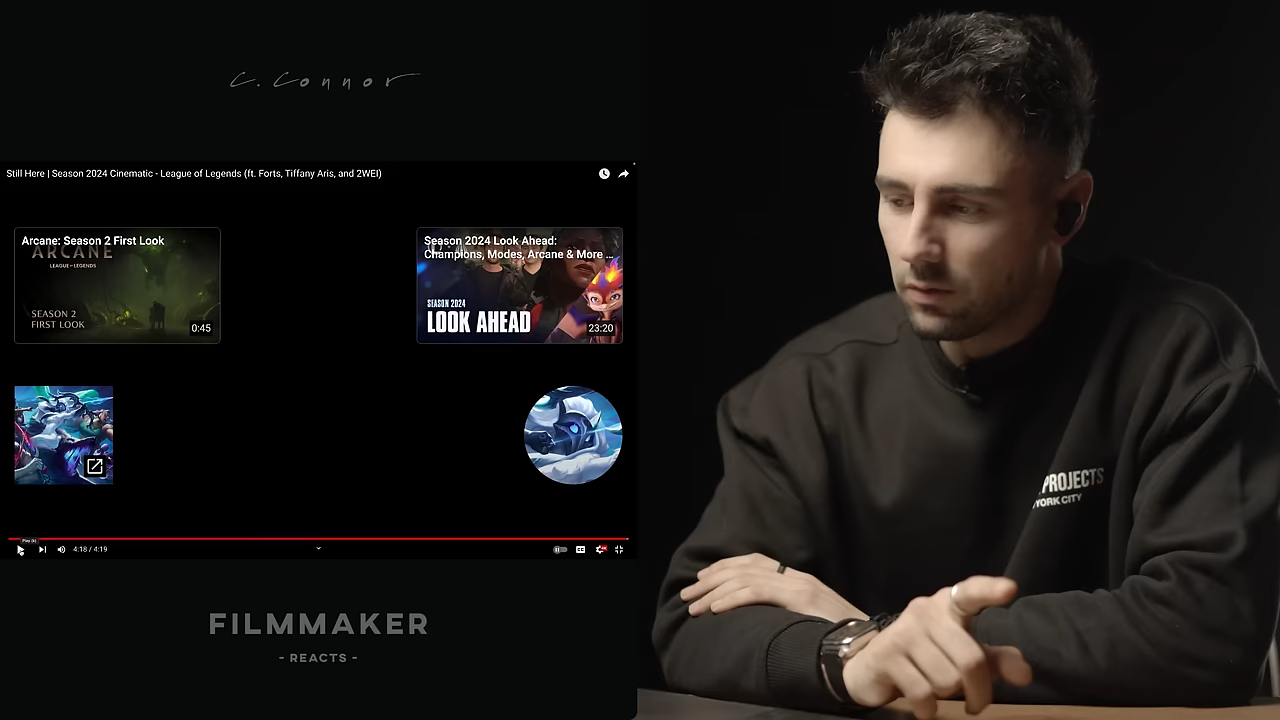 C. Connor
Still Here | Season 2024 Cinematic - League of Legends (ft. Forts, Tiffany Aris, and 2WEI)
Arcane: Season 2 First Look
ARCANE
LEAGUE OF LEGENDS
SEASON 2
FIRST LOOK
0:45
Season 2024 Look Ahead:
Champions, Modes, Arcane & More ...
SEASON 2024
LOOK AHEAD
23:20
Play (k)
4:18 / 4:19
FILMMAKER
- REACTS -
PROJECTS
YORK CITY